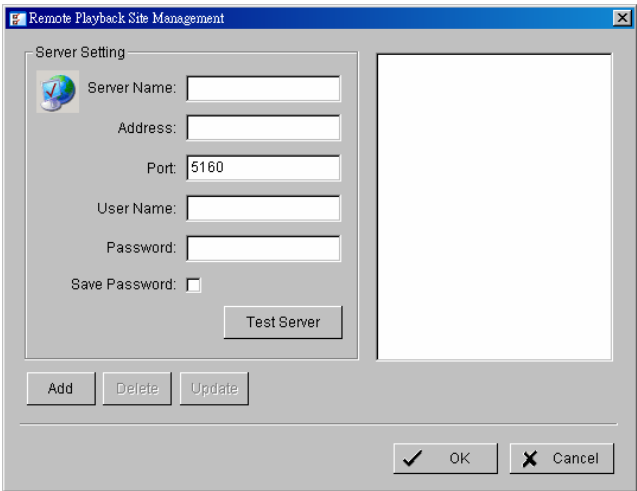 Remote Playback Site Management
Server Setting
Server Name:
Address:
Port: 5160
User Name:
Password:
Save Password:
Test Server
Add Delete Update
OK Cancel